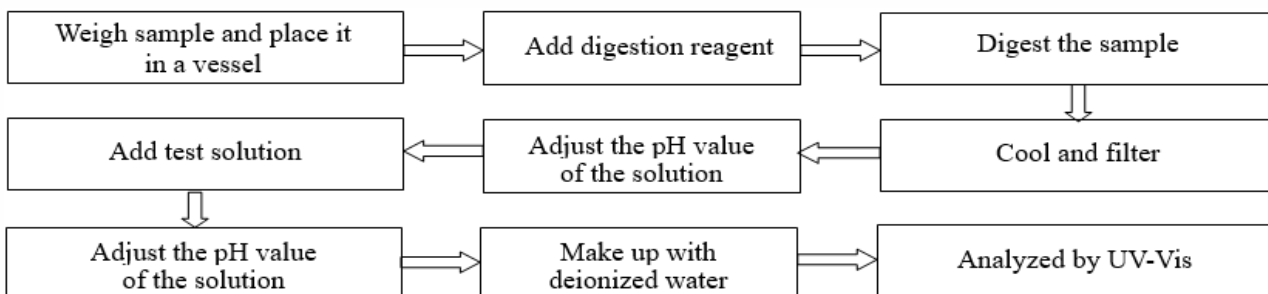 Weigh sample and place it
in a vessel
Add digestion reagent
Digest the sample
Cool and filter
Adjust the pH value
of the solution
Add test solution
Adjust the pH value
of the solution
Make up with
deionized water
Analyzed by UV-Vis